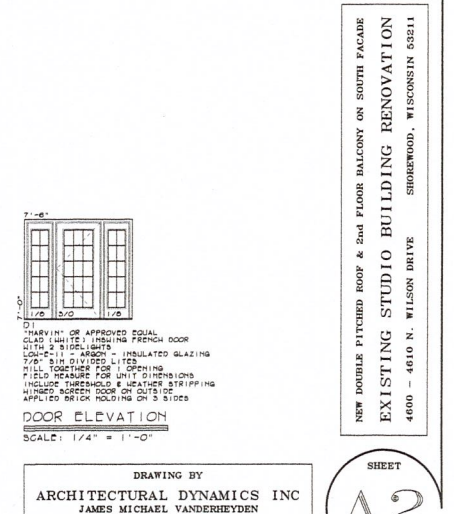 7'-6"
7'-0"
1/6 3/0 1/6
D1
"MARVIN" OR APPROVED EQUAL
CLAD (WHITE) INSWING FRENCH DOOR
WITH 2 SIDELIGHTS
LOW-E-II - ARGON - INSULATED GLAZING
7/8" SIM DIVIDED LITES
MILL TOGETHER FOR 1 OPENING
FIELD MEASURE FOR UNIT DIMENSIONS
INCLUDE THRESHOLD & WEATHER STRIPPING
HINGED SCREEN DOOR ON OUTSIDE
APPLIED BRICK MOLDING ON 3 SIDES
DOOR ELEVATION
SCALE: 1/4" = 1'-0"
NEW DOUBLE PITCHED ROOF & 2nd FLOOR BALCONY ON SOUTH FACADE
EXISTING STUDIO BUILDING RENOVATION
4600 - 4610 N. WILSON DRIVE SHOREWOOD, WISCONSIN 53211
DRAWING BY
ARCHITECTURAL DYNAMICS INC
JAMES MICHAEL VANDERHEYDEN
SHEET